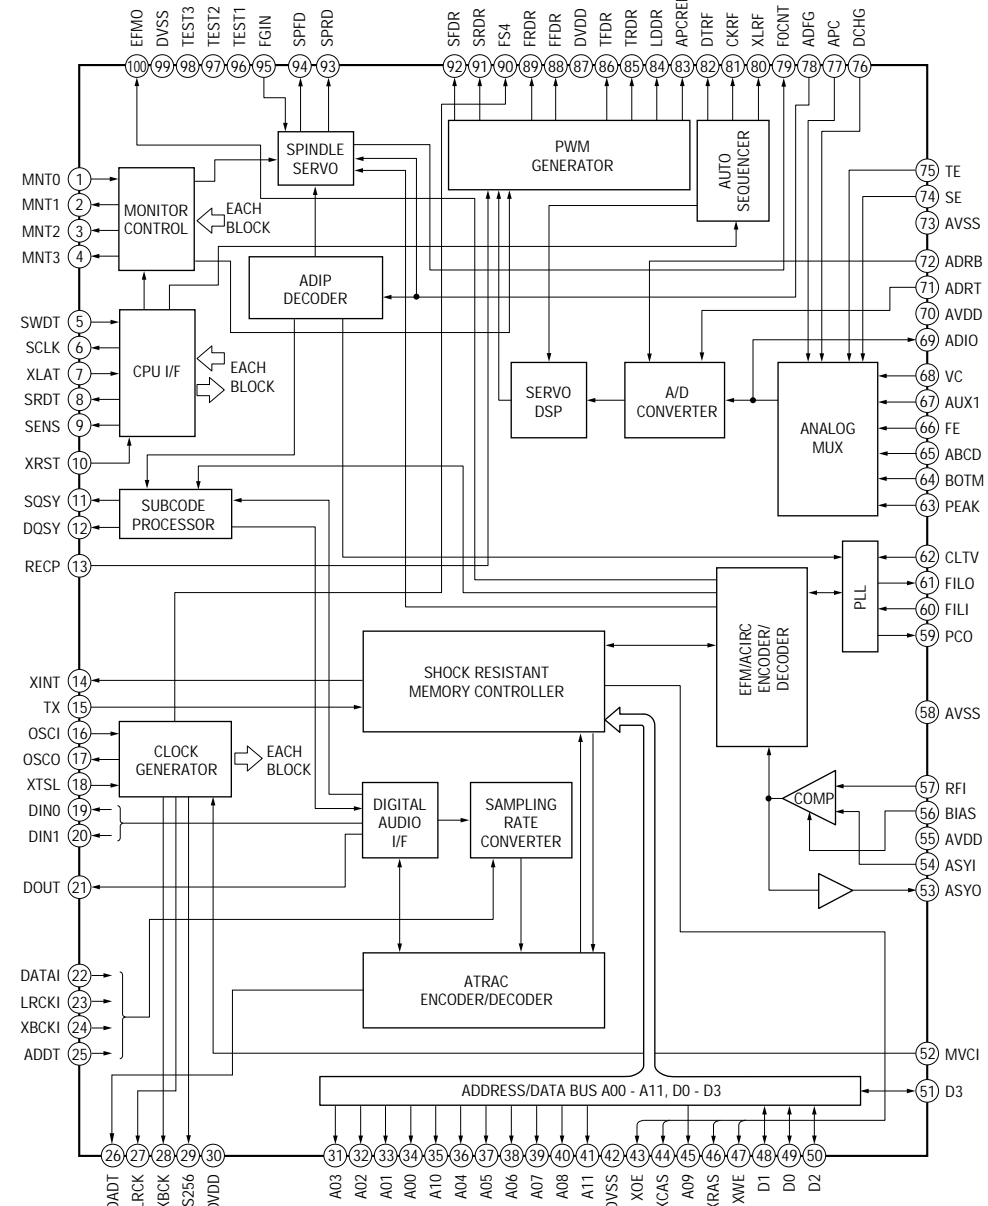 EFMO
DVSS
TEST3
TEST2
TEST1
FGIN
SPFD
SPRD
SFDR
SRDR
FS4
FRDR
FFDR
DVDD
TFDR
TRDR
LDDR
DTRF
CKRF
XLRF
F0CNT
ADFG
APC
DCHG
100
99
98
97
96
95
94
93
92
91
90
89
88
87
86
85
84
83
82
81
80
79
78
77
76
SPINDLE
SERVO
PWM
GENERATOR
AUTO
SEQUENCER
MNT0 1
MNT1 2
MNT2 3
MNT3 4
MONITOR
CONTROL
EACH
BLOCK
75 TE
74 SE
73 AVSS
72 ADRB
71 ADRT
70 AVDD
69 ADIO
ADIP
DECODER
SWDT 5
SCLK 6
XLAT 7
SRDT 8
SENS 9
XRST 10
CPU I/F
EACH
BLOCK
SERVO
DSP
A/D
CONVERTER
ANALOG
MUX
68 VC
67 AUX1
66 FE
65 ABCD
64 BOTM
63 PEAK
SQSY 11
DQSY 12
RECP 13
SUBCODE
PROCESSOR
PLL
62 CLTV
61 FILO
60 FILI
59 PCO
EFM/ACIRC
ENCODER/
DECODER
SHOCK RESISTANT
MEMORY CONTROLLER
XINT 14
TX 15
OSCI 16
OSCO 17
XTSL 18
DIN0 19
DIN1 20
DOUT 21
CLOCK
GENERATOR
EACH
BLOCK
DIGITAL
AUDIO
I/F
SAMPLING
RATE
CONVERTER
COMP
58 AVSS
57 RFI
56 BIAS
55 AVDD
54 ASYI
53 ASYO
DATAI 22
LRCKI 23
XBCKI 24
ADDT 25
ATRAC
ENCODER/DECODER
52 MVCI
51 D3
ADDRESS/DATA BUS A00 - A11, D0 - D3
26
27
28
29
30
31
32
33
34
35
36
37
38
39
40
41
42
43
44
45
46
47
48
49
50
A03
A02
A01
A00
A10
A04
A05
A06
A07
A08
A11
XOE
A09
XWE
D1
D0
D2